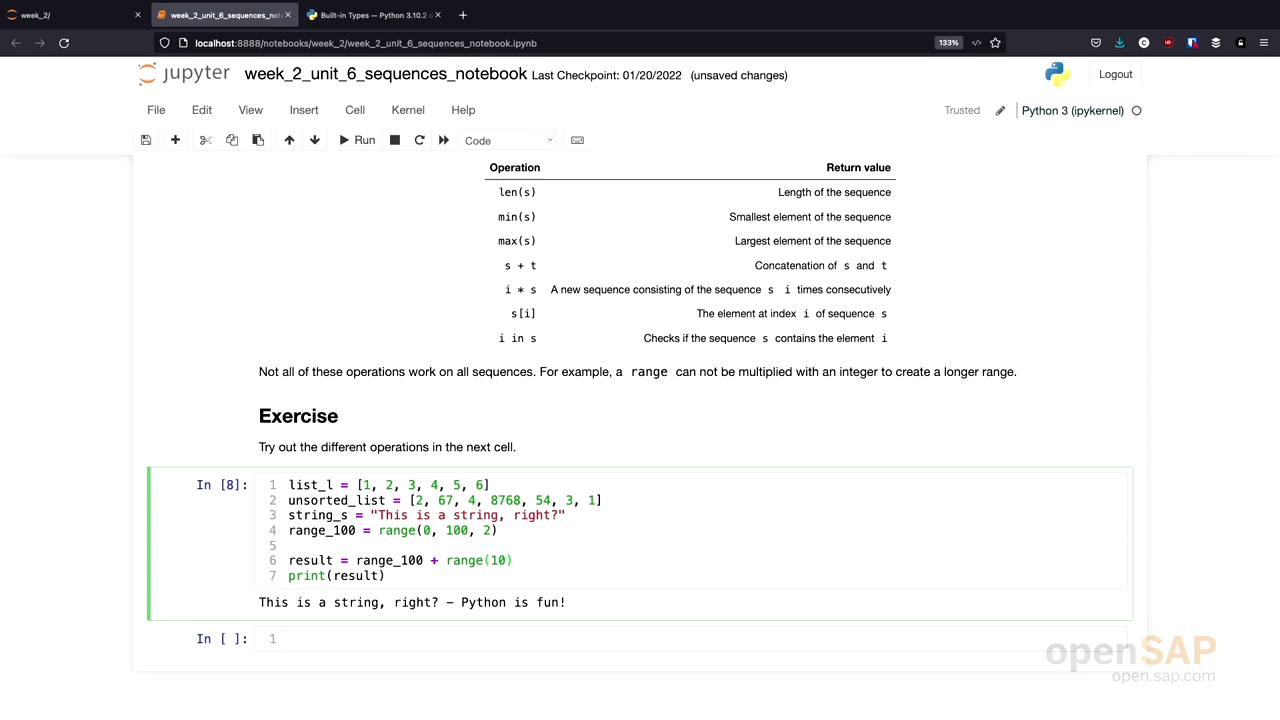 week_2/
week_2_unit_6_sequences_not
Built-in Types — Python 3.10.2 c
localhost:8888/notebooks/week_2/week_2_unit_6_sequences_notebook.ipynb
133%
jupyter week_2_unit_6_sequences_notebook Last Checkpoint: 01/20/2022 (unsaved changes)
Logout
File Edit View Insert Cell Kernel Help
Trusted Python 3 (ipykernel)
Run Code
Operation Return value
len(s) Length of the sequence
min(s) Smallest element of the sequence
max(s) Largest element of the sequence
s + t Concatenation of s and t
i * s A new sequence consisting of the sequence s i times consecutively
s[i] The element at index i of sequence s
i in s Checks if the sequence s contains the element i
Not all of these operations work on all sequences. For example, a range can not be multiplied with an integer to create a longer range.
Exercise
Try out the different operations in the next cell.
In [8]: 1 list_l = [1, 2, 3, 4, 5, 6]
2 unsorted_list = [2, 67, 4, 8768, 54, 3, 1]
3 string_s = "This is a string, right?"
4 range_100 = range(0, 100, 2)
5
6 result = range_100 + range(10)
7 print(result)
This is a string, right? - Python is fun!
In [ ]: 1
openSAP
open.sap.com